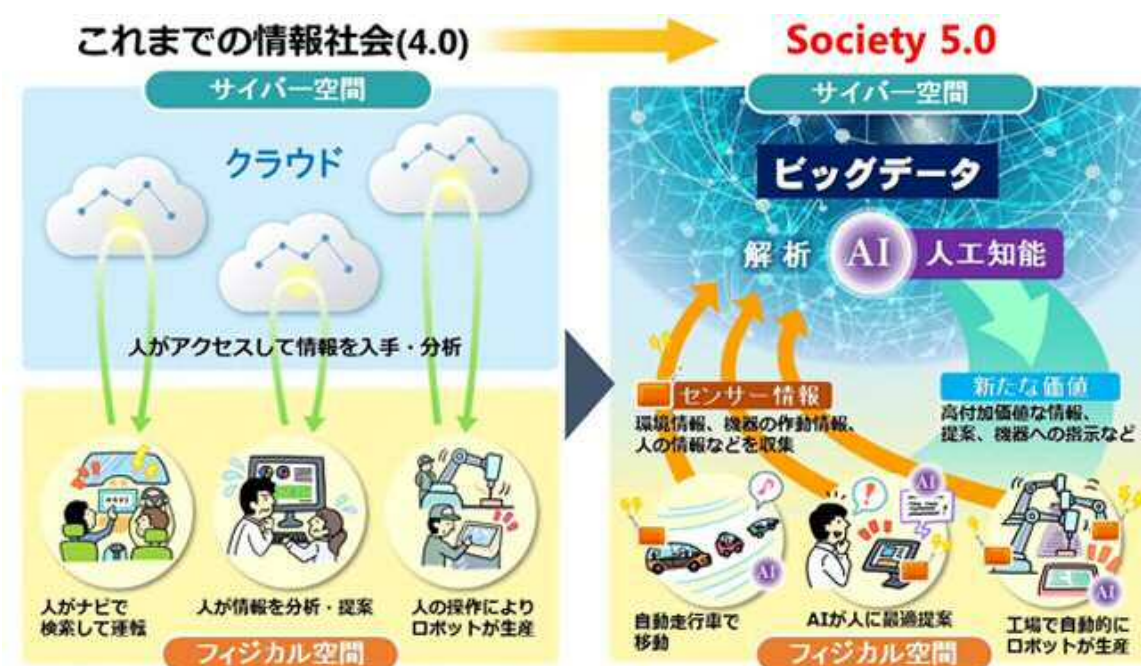 これまでの情報社会(4.0)
サイバー空間
クラウド
人がアクセスして情報を入手・分析
人がナビで
検索して運転
人が情報を分析・提案
人の操作により
ロボットが生産
フィジカル空間
Society 5.0
サイバー空間
ビッグデータ
解析
AI
人工知能
センサー情報
環境情報、機器の作動情報、
人の情報などを収集
新たな価値
高付加価値な情報、
提案、機器への指示など
AI
AI
AI
自動走行車で
移動
AIが人に最適提案
工場で自動的に
ロボットが生産
フィジカル空間